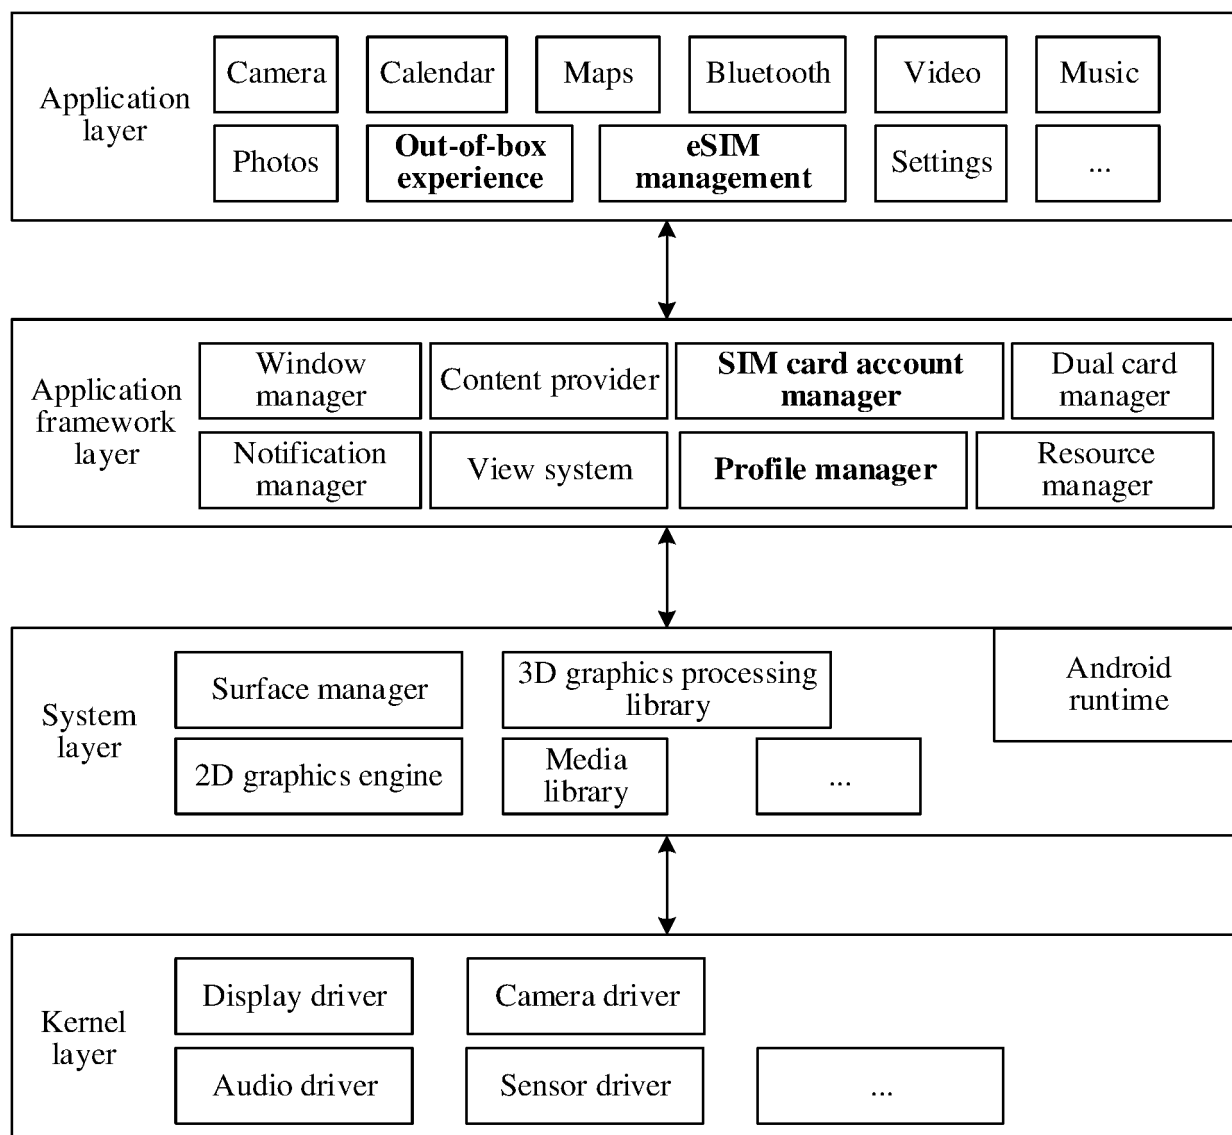 Application
layer
Camera
Calendar
Maps
Bluetooth
Video
Music
Photos
Out-of-box
experience
eSIM
management
Settings
...
Application
framework
layer
Window
manager
Content provider
SIM card account
manager
Dual card
manager
Notification
manager
View system
Profile manager
Resource
manager
System
layer
Surface manager
3D graphics processing
library
Android
runtime
2D graphics engine
Media
library
...
Kernel
layer
Display driver
Camera driver
Audio driver
Sensor driver
...